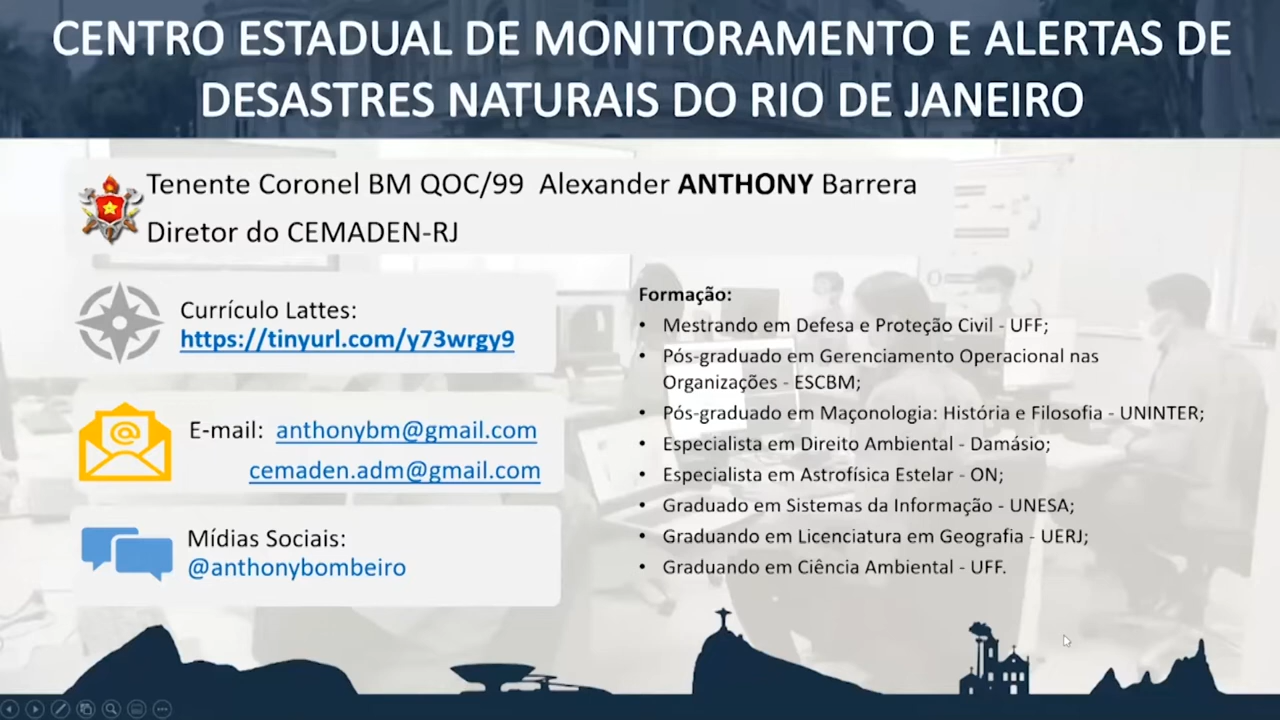 CENTRO ESTADUAL DE MONITORAMENTO E ALERTAS DE
DESASTRES NATURAIS DO RIO DE JANEIRO
Tenente Coronel BM QOC/99 Alexander ANTHONY Barrera
Diretor do CEMADEN-RJ
Currículo Lattes:
https://tinyurl.com/y73wrgy9
E-mail: anthonybm@gmail.com
cemaden.adm@gmail.com
Mídias Sociais:
@anthonybombeiro
Formação:
• Mestrando em Defesa e Proteção Civil - UFF;
• Pós-graduado em Gerenciamento Operacional nas
Organizações - ESCBM;
• Pós-graduado em Maçonologia: História e Filosofia - UNINTER;
• Especialista em Direito Ambiental - Damásio;
• Especialista em Astrofísica Estelar - ON;
• Graduado em Sistemas da Informação - UNESA;
• Graduando em Licenciatura em Geografia - UERJ;
• Graduando em Ciência Ambiental - UFF.